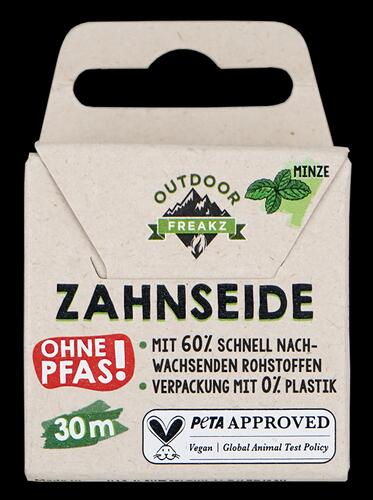 MINZE
OUTDOOR
FREAKZ
ZAHNSEIDE
OHNE
PFAS!
• MIT 60% SCHNELL NACH-
WACHSENDEN ROHSTOFFEN
• VERPACKUNG MIT 0% PLASTIK
30m
PETA APPROVED
Vegan | Global Animal Test Policy